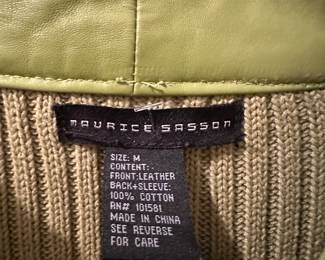 MAURICE SASSON
SIZE: M
CONTENT:
FRONT:LEATHER
BACK+SLEEVE:
100% COTTON
RN# 101581
MADE IN CHINA
SEE REVERSE
FOR CARE